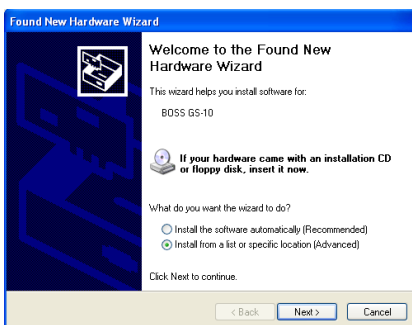 Found New Hardware Wizard
Welcome to the Found New
Hardware Wizard
This wizard helps you install software for:
BOSS GS-10
If your hardware came with an installation CD
or floppy disk, insert it now.
What do you want the wizard to do?
Install the software automatically (Recommended)
Install from a list or specific location (Advanced)
Click Next to continue.
< Back Next > Cancel